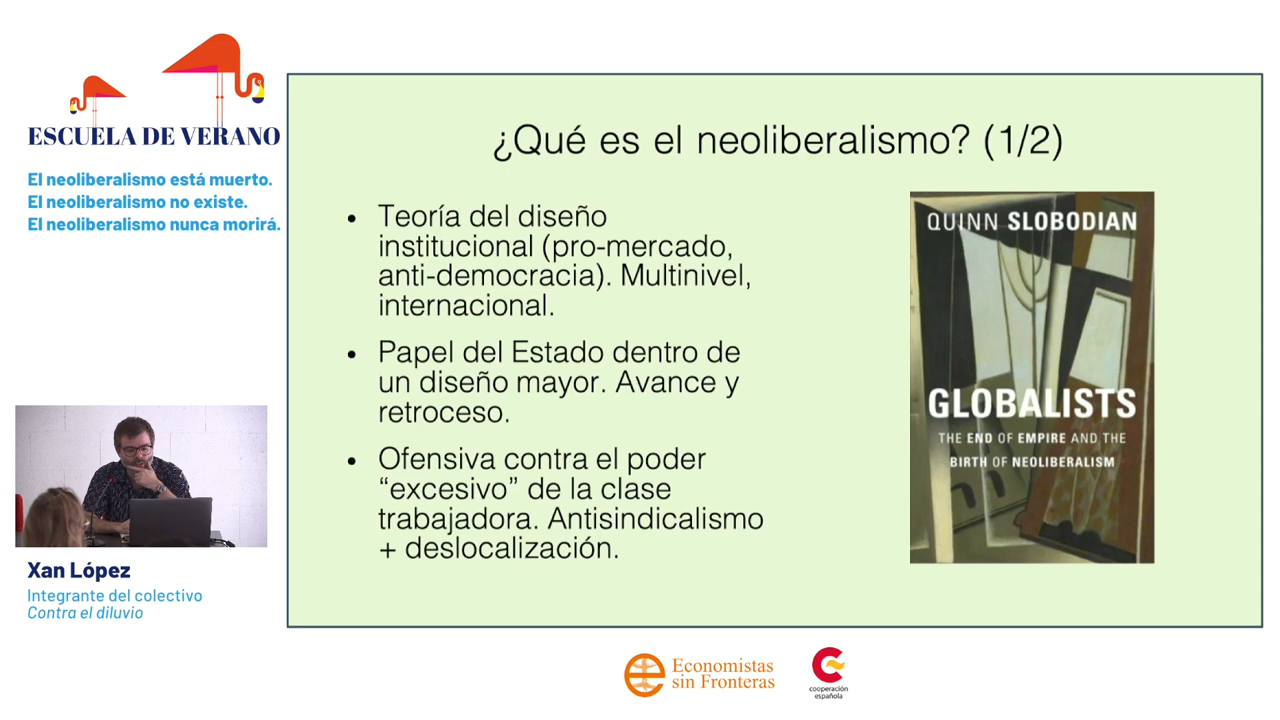 ESCUELA DE VERANO
El neoliberalismo está muerto.
El neoliberalismo no existe.
El neoliberalismo nunca morirá.
¿Qué es el neoliberalismo? (1/2)
• Teoría del diseño
institucional (pro-mercado,
anti-democracia). Multinivel,
internacional.
• Papel del Estado dentro de
un diseño mayor. Avance y
retroceso.
• Ofensiva contra el poder
“excesivo” de la clase
trabajadora. Antisindicalismo
+ deslocalización.
QUINN SLOBODIAN
GLOBALISTS
THE END OF EMPIRE AND THE
BIRTH OF NEOLIBERALISM
Xan López
Integrante del colectivo
Contra el diluvio
Economistas
sin Fronteras
cooperación
española